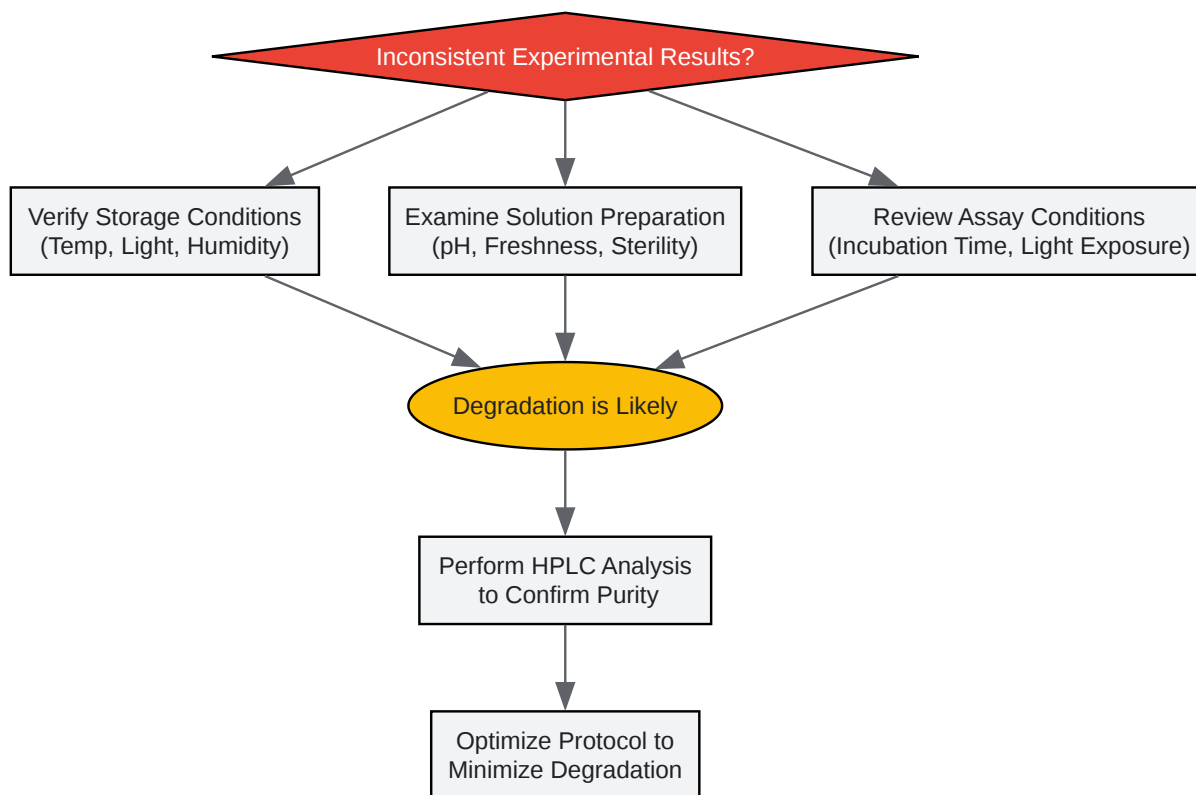 Inconsistent Experimental Results?
Verify Storage Conditions
(Temp, Light, Humidity)
Examine Solution Preparation
(pH, Freshness, Sterility)
Review Assay Conditions
(Incubation Time, Light Exposure)
Degradation is Likely
Perform HPLC Analysis
to Confirm Purity
Optimize Protocol to
Minimize Degradation